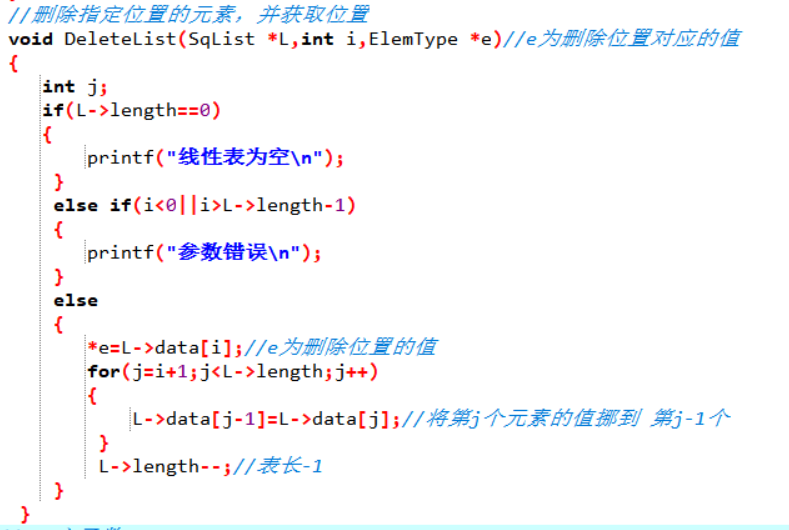 //删除指定位置的元素，并获取位置
void DeleteList(SqList *L,int i,ElemType *e)//e为删除位置对应的值
{
int j;
if(L->length==0)
{
printf("线性表为空\n");
}
else if(i<0||i>L->length-1)
{
printf("参数错误\n");
}
else
{
*e=L->data[i];//e为删除位置的值
for(j=i+1;j<L->length;j++)
{
L->data[j-1]=L->data[j];//将第j个元素的值挪到 第j-1个
}
L->length--;//表长-1
}
}